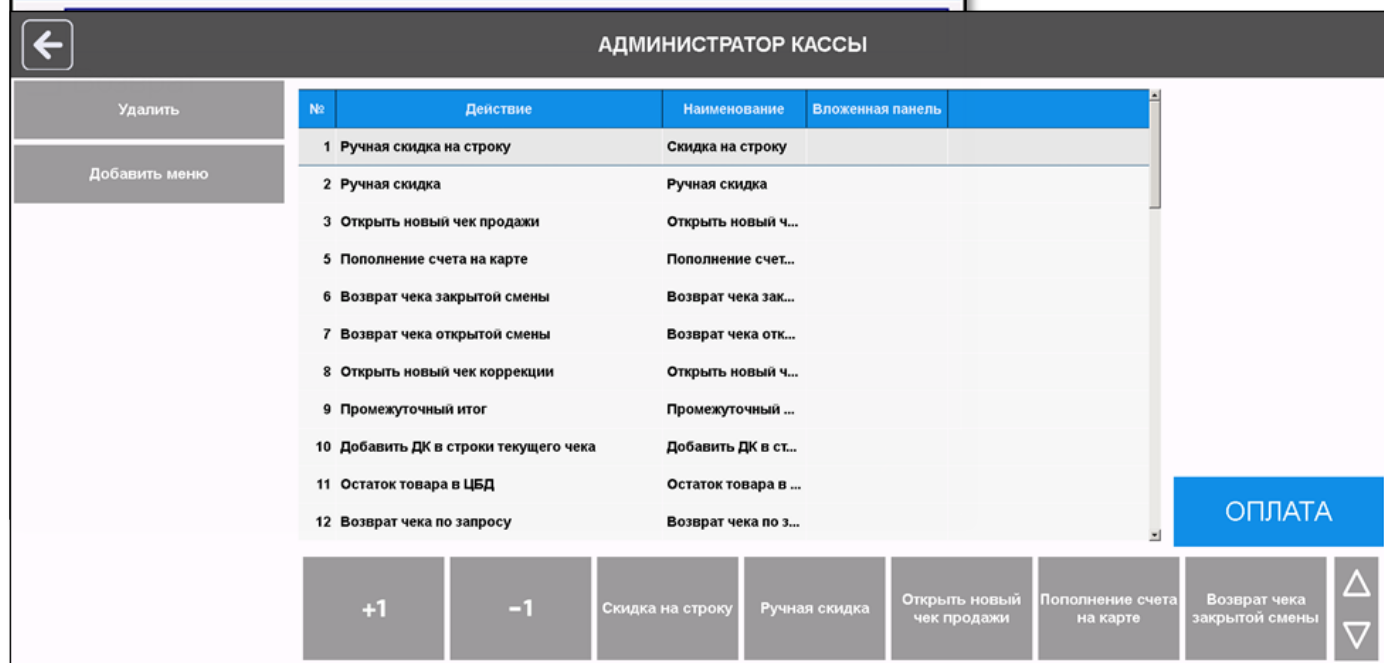 АДМИНИСТРАТОР КАССЫ
Удалить
Добавить меню
№ Действие Наименование Вложенная панель
1 Ручная скидка на строку Скидка на строку
2 Ручная скидка Ручная скидка
3 Открыть новый чек продажи Открыть новый ч...
5 Пополнение счета на карте Пополнение счет...
6 Возврат чека закрытой смены Возврат чека зак...
7 Возврат чека открытой смены Возврат чека отк...
8 Открыть новый чек коррекции Открыть новый ч...
9 Промежуточный итог Промежуточный ...
10 Добавить ДК в строки текущего чека Добавить ДК в ст...
11 Остаток товара в ЦБД Остаток товара в ...
12 Возврат чека по запросу Возврат чека по з...
ОПЛАТА
+1
−1
Скидка на строку
Ручная скидка
Открыть новый
чек продажи
Пополнение счета
на карте
Возврат чека
закрытой смены